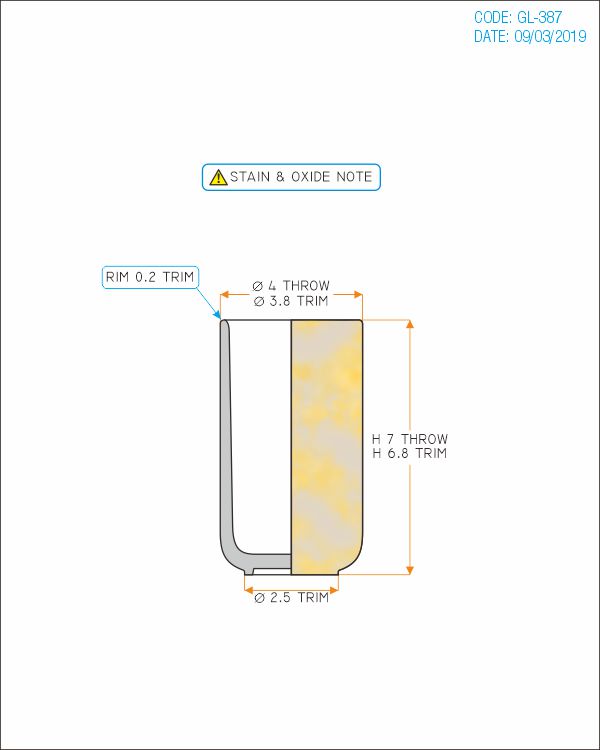 CODE: GL-387
DATE: 09/03/2019
STAIN & OXIDE NOTE
RIM 0.2 TRIM
Ø 4 THROW
Ø 3.8 TRIM
H 7 THROW
H 6.8 TRIM
Ø 2.5 TRIM